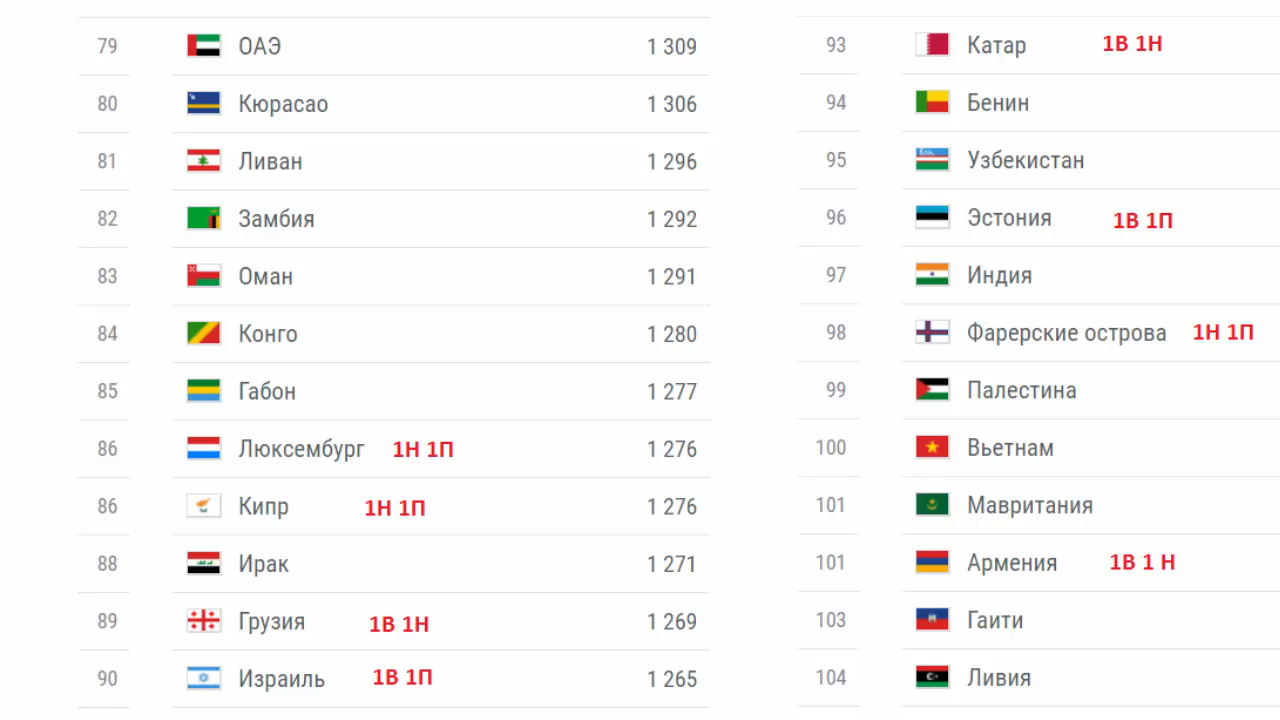 79 ОАЭ 1 309
80 Кюрасао 1 306
81 Ливан 1 296
82 Замбия 1 292
83 Оман 1 291
84 Конго 1 280
85 Габон 1 277
86 Люксембург 1Н 1П 1 276
86 Кипр 1Н 1П 1 276
88 Ирак 1 271
89 Грузия 1В 1Н 1 269
90 Израиль 1В 1П 1 265
93 Катар 1В 1Н
94 Бенин
95 Узбекистан
96 Эстония 1В 1П
97 Индия
98 Фарерские острова 1Н 1П
99 Палестина
100 Вьетнам
101 Мавритания
101 Армения 1В 1 Н
103 Гаити
104 Ливия